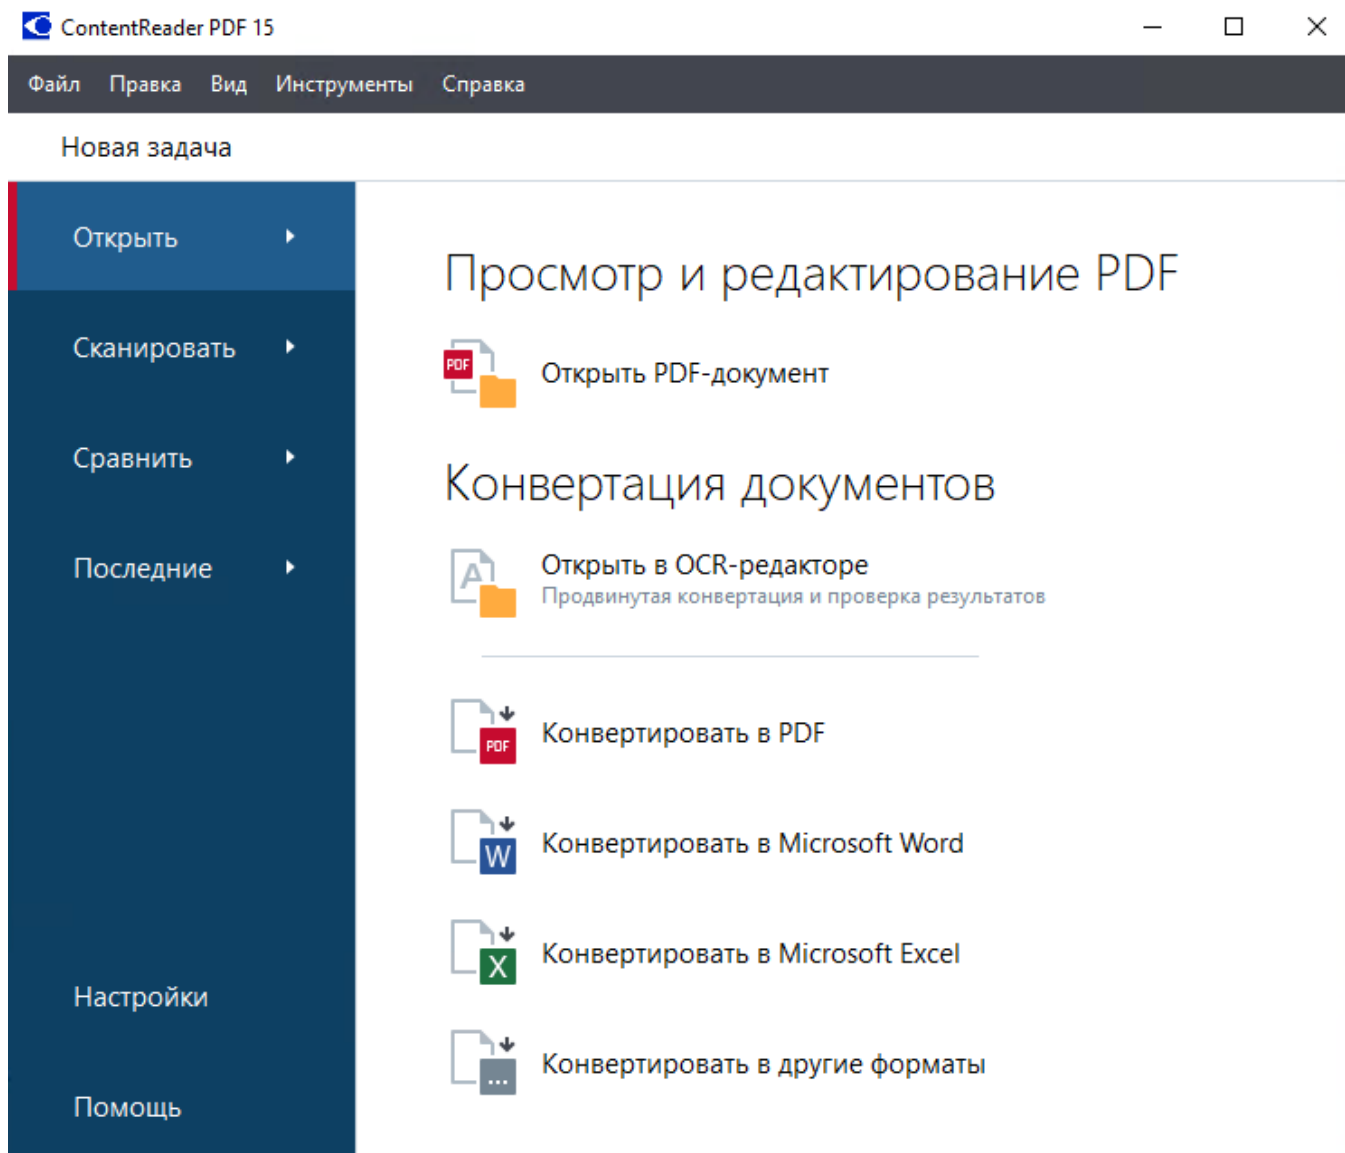 ContentReader PDF 15
Файл Правка Вид Инструменты Справка
Новая задача
Открыть
Сканировать
Сравнить
Последние
Настройки
Помощь
Просмотр и редактирование PDF
PDF
Открыть PDF-документ
Конвертация документов
A
Открыть в OCR-редакторе
Продвинутая конвертация и проверка результатов
PDF
Конвертировать в PDF
W
Конвертировать в Microsoft Word
X
Конвертировать в Microsoft Excel
...
Конвертировать в другие форматы